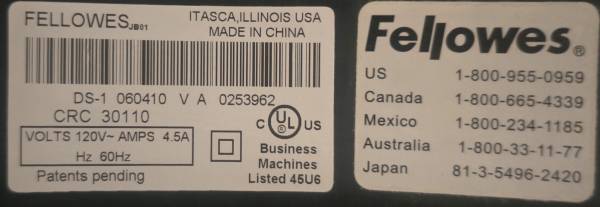 FELLOWES JB01
ITASCA,ILLINOIS USA
MADE IN CHINA
DS-1 060410 V A 0253962
CRC 30110
VOLTS 120V~ AMPS 4.5A
Hz 60Hz
Patents pending
C UL ® US
Business
Machines
Listed 45U6
Fellowes®
US 1-800-955-0959
Canada 1-800-665-4339
Mexico 1-800-234-1185
Australia 1-800-33-11-77
Japan 81-3-5496-2420